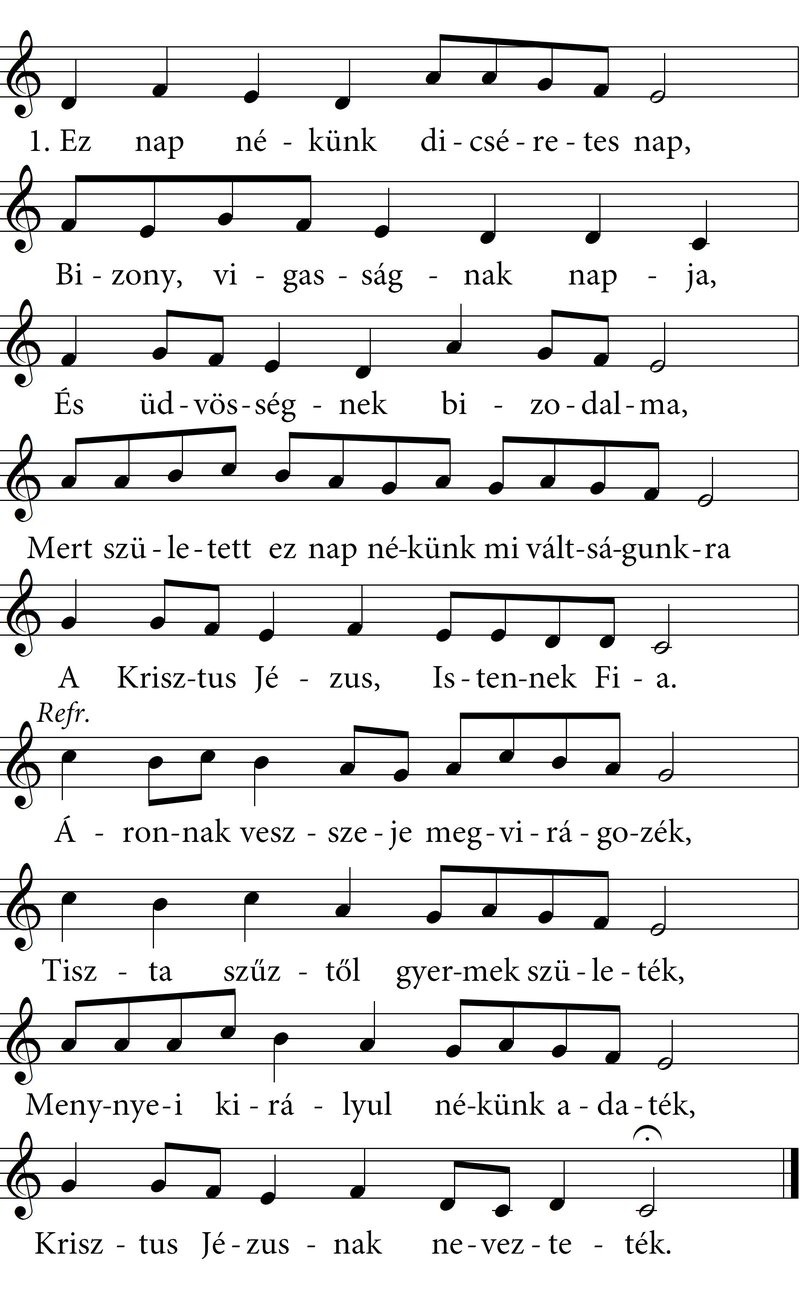 1. Ez nap né - künk di - csé - re - tes nap,
Bi - zony, vi - gas - ság - nak nap - ja,
És üd - vös - ség - nek bi - zo - dal - ma,
Mert szü - le - tett ez nap né - künk mi vált - sá - gunk - ra
A Krisz - tus Jé - zus, Is - ten - nek Fi - a.
Refr.
Á - ron - nak vesz - sze - je meg - vi - rá - go - zék,
Tisz - ta szűz - től gyer - mek szü - le - ték,
Meny - nye - i ki - rá - lyul né - künk a - da - ték,
Krisz - tus Jé - zus - nak ne - vez - te - ték.